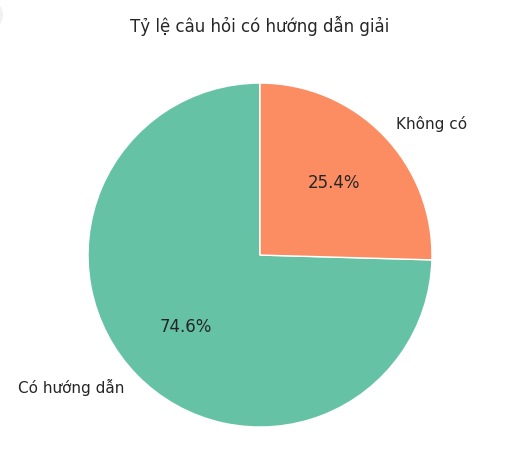 Tỷ lệ câu hỏi có hướng dẫn giải
Không có
25.4%
74.6%
Có hướng dẫn